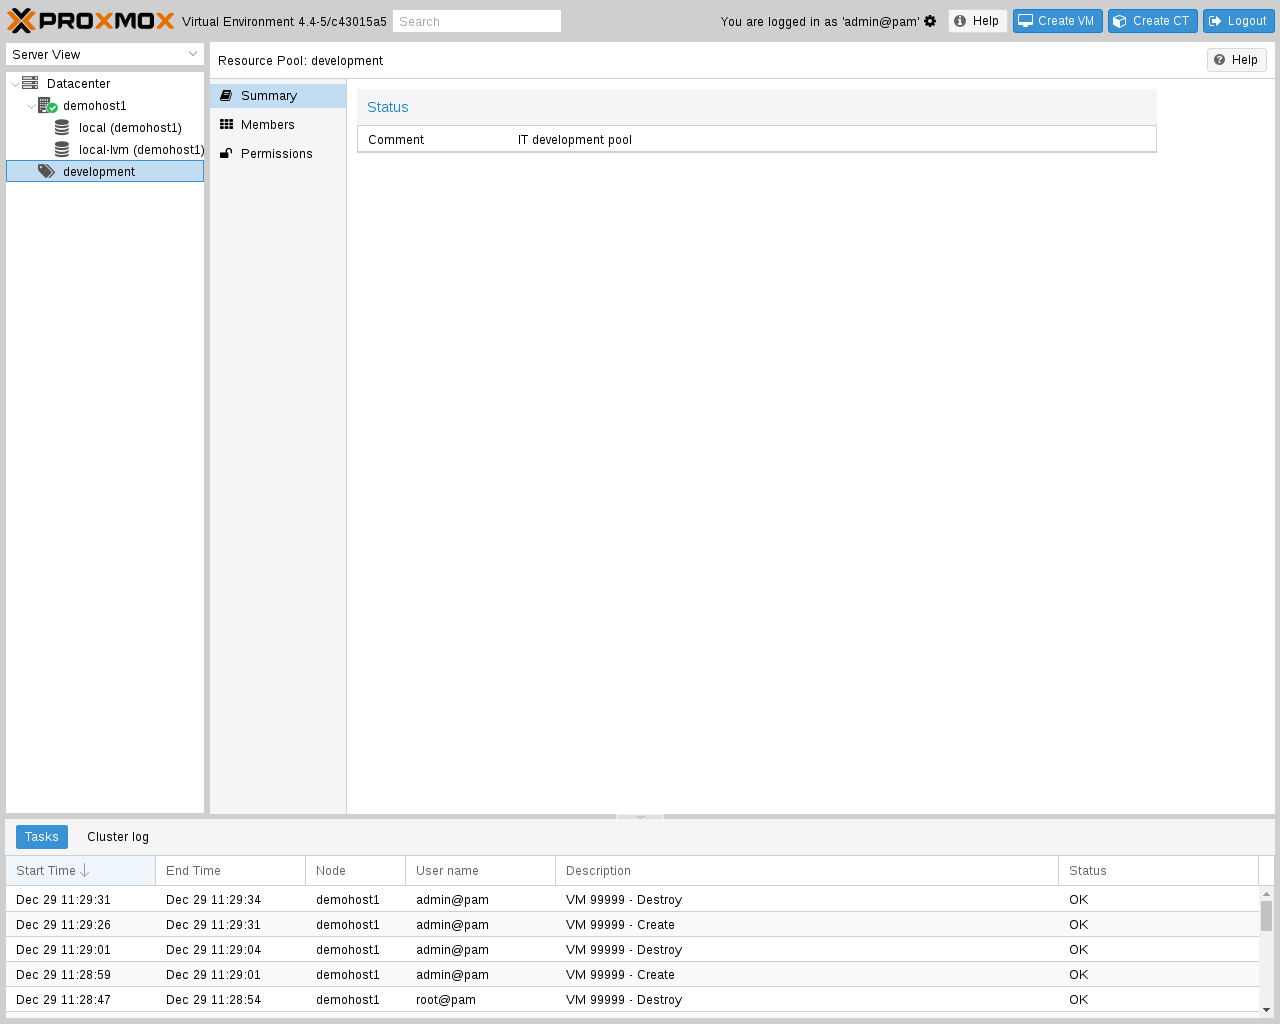 PROXMOX Virtual Environment 4.4-5/c43015a5 Search You are logged in as 'admin@pam' Help Create VM Create CT Logout
Server View
Datacenter
demohost1
local (demohost1)
local-lvm (demohost1)
development
Resource Pool: development Help
Summary
Members
Permissions
Status
Comment IT development pool
Tasks Cluster log
Start Time End Time Node User name Description Status
Dec 29 11:29:31 Dec 29 11:29:34 demohost1 admin@pam VM 99999 - Destroy OK
Dec 29 11:29:26 Dec 29 11:29:31 demohost1 admin@pam VM 99999 - Create OK
Dec 29 11:29:01 Dec 29 11:29:04 demohost1 admin@pam VM 99999 - Destroy OK
Dec 29 11:28:59 Dec 29 11:29:01 demohost1 admin@pam VM 99999 - Create OK
Dec 29 11:28:47 Dec 29 11:28:54 demohost1 root@pam VM 99999 - Destroy OK